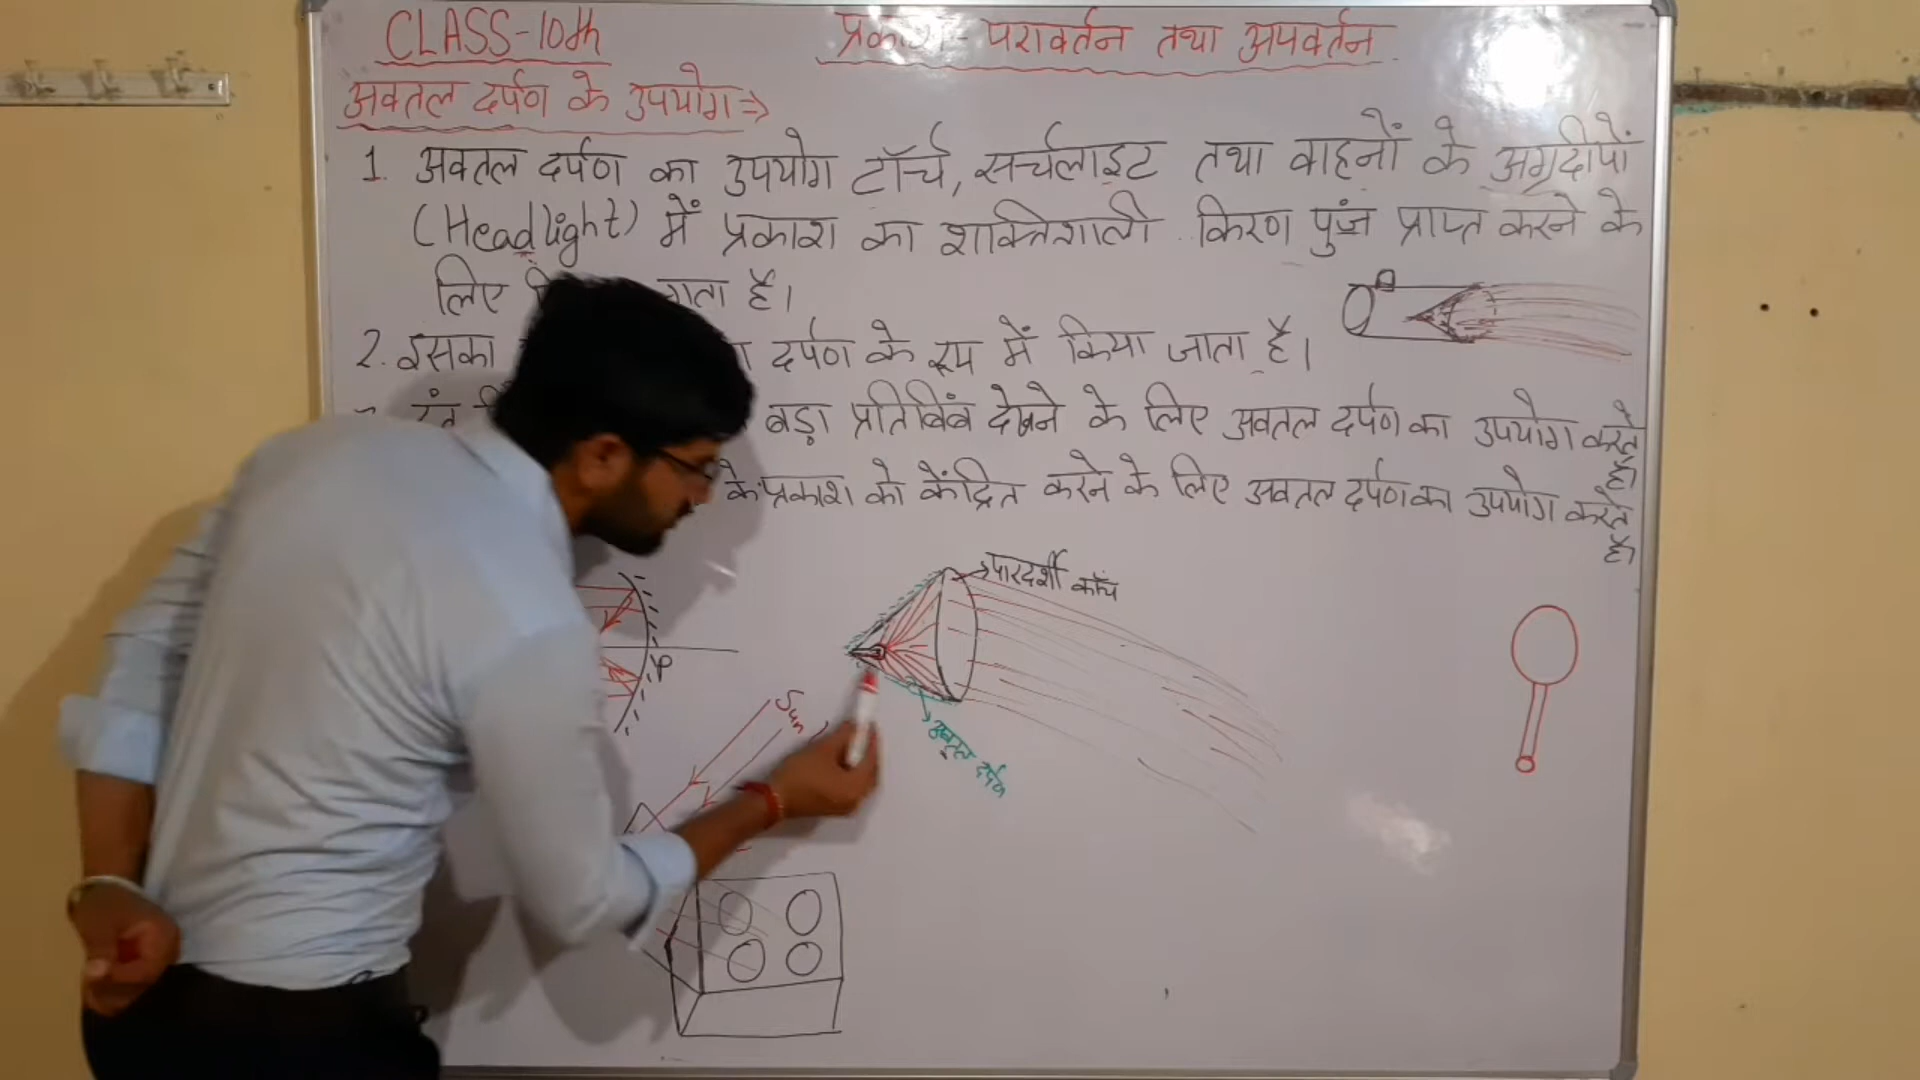 CLASS-10th
प्रकाश- परावर्तन तथा अपवर्तन
अवतल दर्पण के उपयोग⇒
1. अवतल दर्पण का उपयोग टॉर्च, सर्चलाइट तथा वाहनों के अग्रदीपों
(Headlight) में प्रकाश का शक्तिशाली किरण पुंज प्राप्त करने के
लिए है।
2. इसका दर्पण के रूप में किया जाता है।
बड़ा प्रतिबिंब देखने के लिए अवतल दर्पण का उपयोग करते
है।
के प्रकाश को केंद्रित करने के लिए अवतल दर्पण का उपयोग करते
है।
→पारदर्शी काँच
P
Sun
अवतल दर्पण